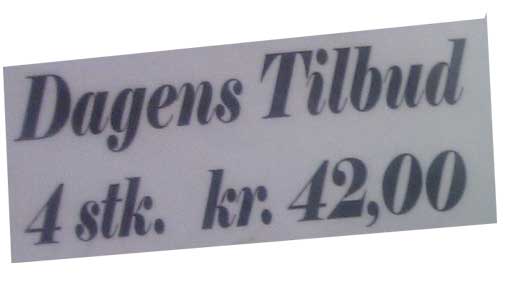 Dagens Tilbud
4 stk. kr. 42,00